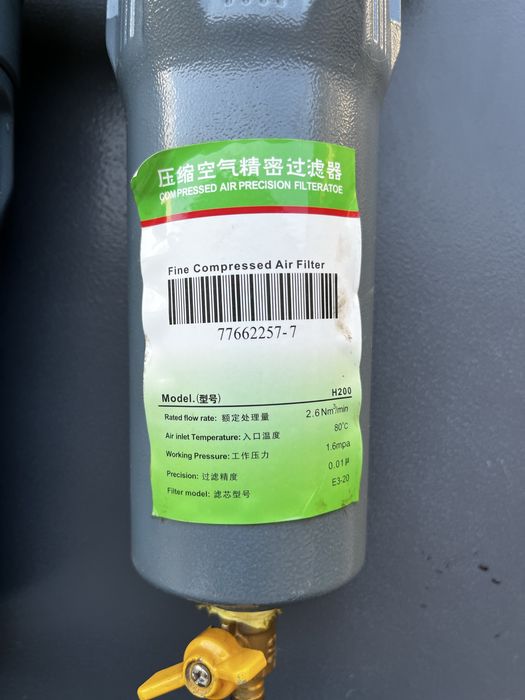 压缩空气精密过滤器
COMPRESSED AIR PRECISION FILTERATOE
Fine Compressed Air Filter
77662257-7
Model.(型号) H200
Rated flow rate: 额定处理量 2.6Nm³/min
Air inlet Temperature: 入口温度 80℃
Working Pressure: 工作压力 1.6mpa
Precision: 过滤精度 0.01μ
Filter model: 滤芯型号 E3-20